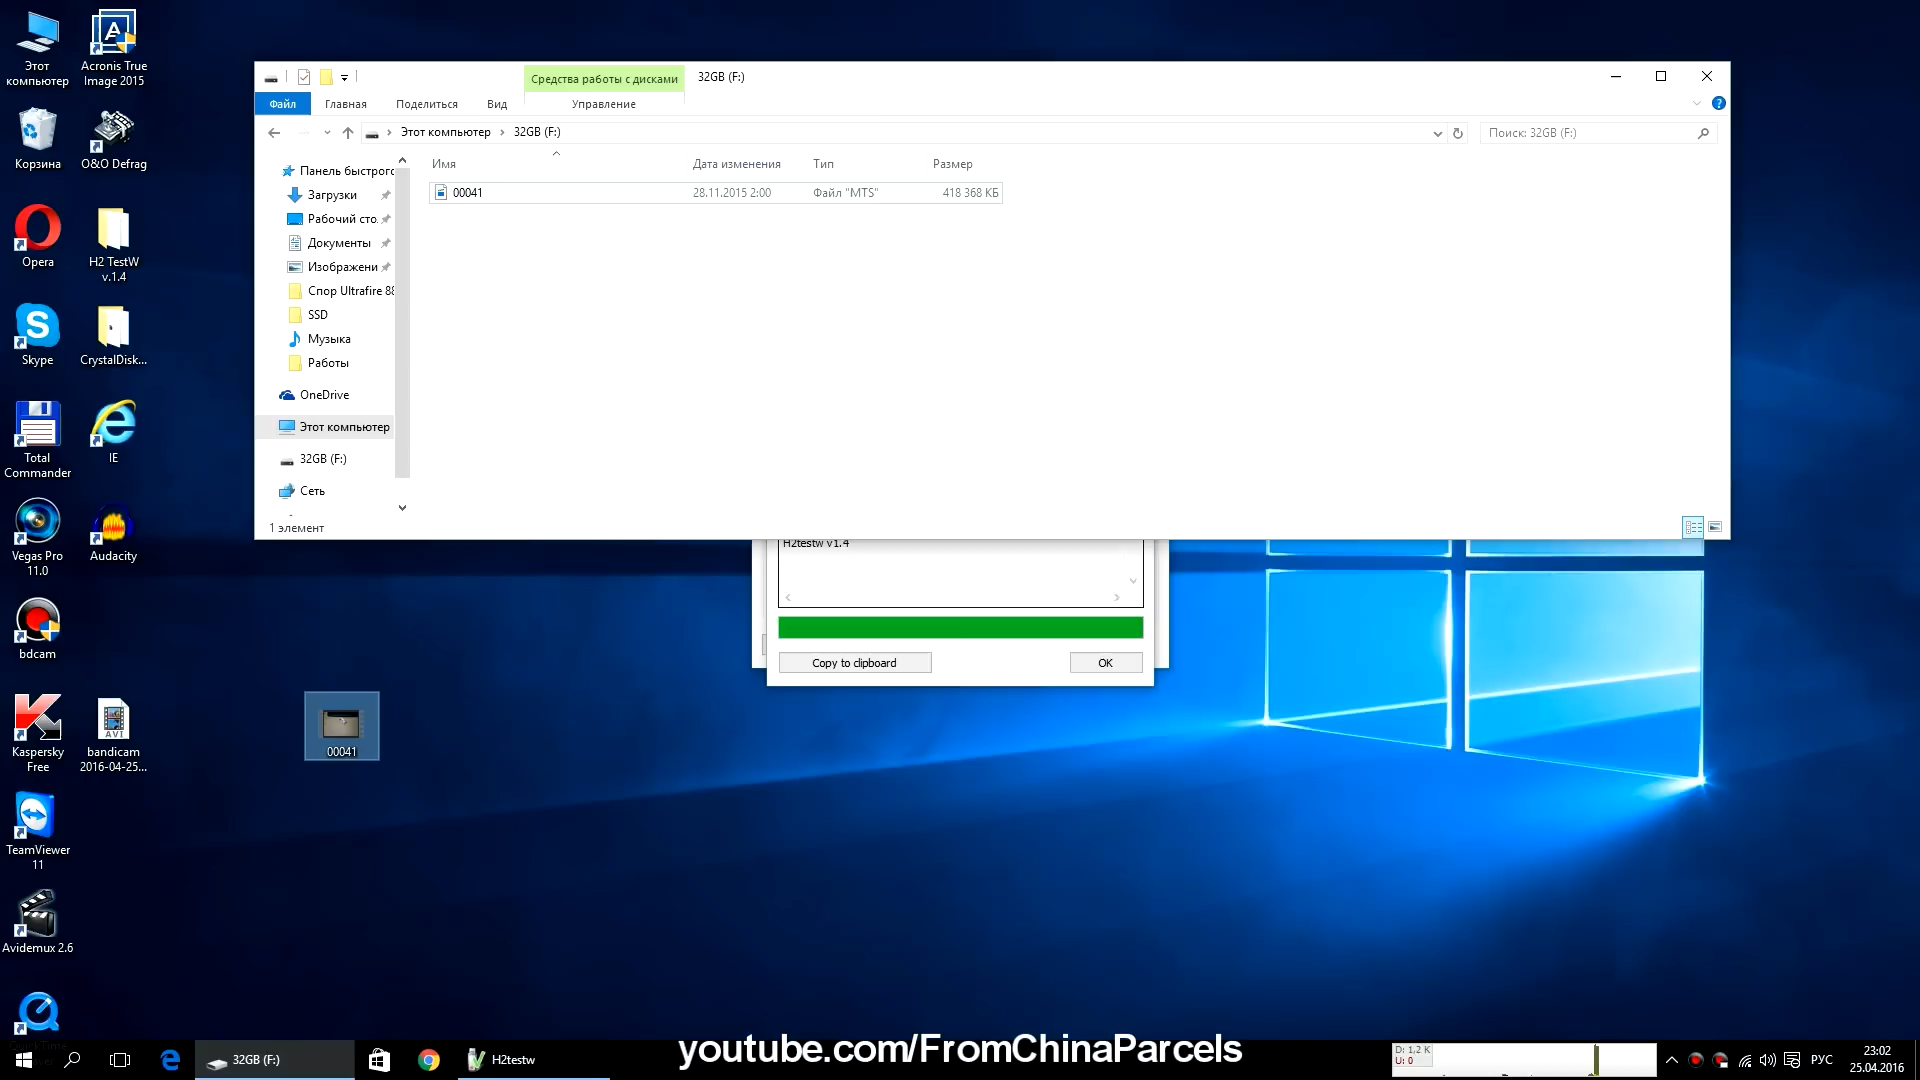 Этот
компьютер
Acronis True
Image 2015
Корзина
O&O Defrag
Opera
H2 TestW
v.1.4
Skype
CrystalDisk...
Total
Commander
IE
Vegas Pro
11.0
Audacity
bdcam
Kaspersky
Free
bandicam
2016-04-25...
TeamViewer
11
Avidemux 2.6
00041
Средства работы с дисками
32GB (F:)
Файл
Главная
Поделиться
Вид
Управление
Этот компьютер › 32GB (F:)
Поиск: 32GB (F:)
Имя
Дата изменения
Тип
Размер
00041
28.11.2015 2:00
Файл "MTS"
418 368 КБ
Панель быстрого
Загрузки
Рабочий сто.
Документы
Изображени
Спор Ultrafire 88
SSD
Музыка
Работы
OneDrive
Этот компьютер
32GB (F:)
Сеть
1 элемент
H2testw v1.4
Copy to clipboard
OK
32GB (F:)
H2testw
youtube.com/FromChinaParcels
D: 1,2 K
U: 0
РУС
23:02
25.04.2016